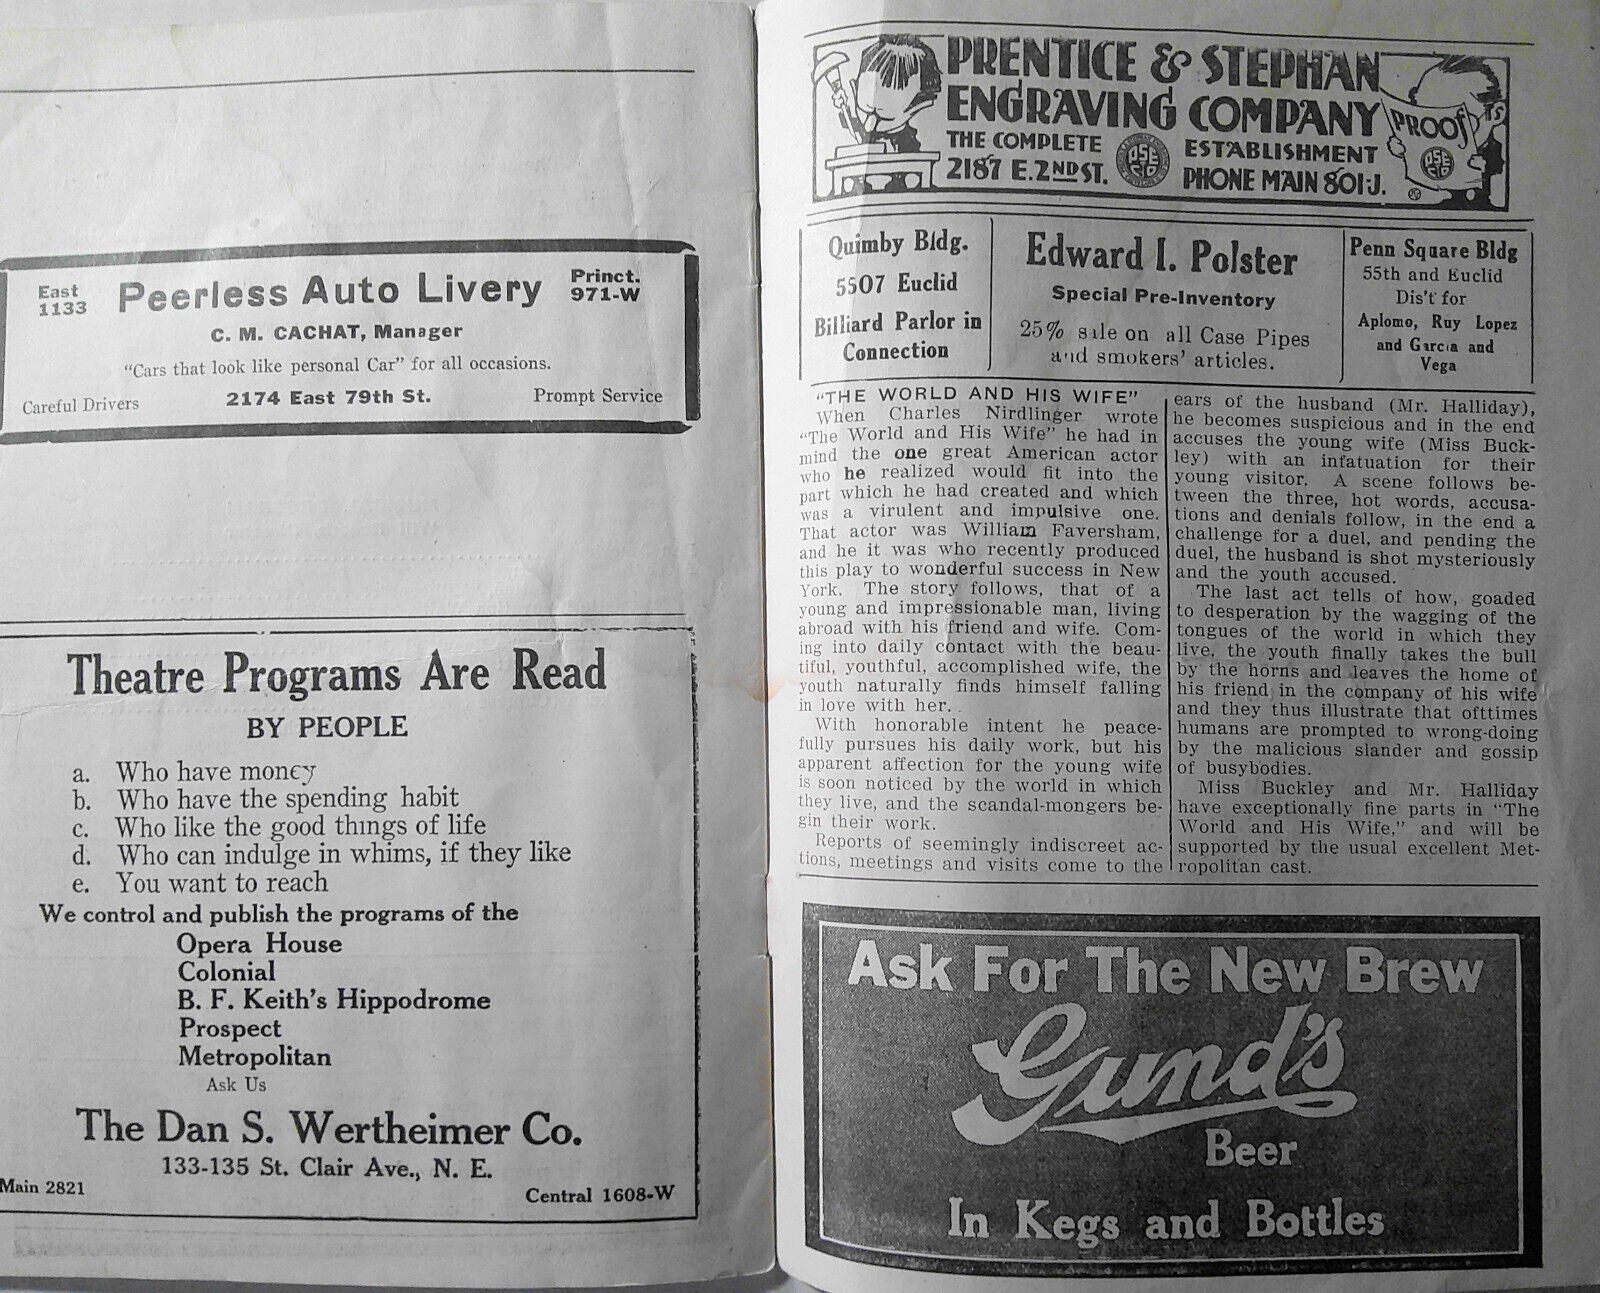 East
1133
Peerless Auto Livery
Princt.
971-W
C. M. CACHAT, Manager
"Cars that look like personal Car" for all occasions.
Careful Drivers
2174 East 79th St.
Prompt Service
Theatre Programs Are Read
BY PEOPLE
a. Who have money
b. Who have the spending habit
c. Who like the good things of life
d. Who can indulge in whims, if they like
e. You want to reach
We control and publish the programs of the
Opera House
Colonial
B. F. Keith's Hippodrome
Prospect
Metropolitan
Ask Us
The Dan S. Wertheimer Co.
133-135 St. Clair Ave., N. E.
Main 2821
Central 1608-W
PRENTICE & STEPHAN
ENGRAVING COMPANY
THE COMPLETE
ESTABLISHMENT
2187 E. 2ND ST.
PHONE MAIN 801-J.
PROOFS
Quimby Bldg.
5507 Euclid
Billiard Parlor in
Connection
Edward I. Polster
Special Pre-Inventory
25% sale on all Case Pipes
and smokers' articles.
Penn Square Bldg
55th and Euclid
Dis't for
Aplomo, Ruy Lopez
and Garcia and
Vega
"THE WORLD AND HIS WIFE"
When Charles Nirdlinger wrote
"The World and His Wife" he had in
mind the one great American actor
who he realized would fit into the
part which he had created and which
was a virulent and impulsive one.
That actor was William Faversham,
and he it was who recently produced
this play to wonderful success in New
York. The story follows, that of a
young and impressionable man, living
abroad with his friend and wife. Com-
ing into daily contact with the beau-
tiful, youthful, accomplished wife, the
youth naturally finds himself falling
in love with her.
With honorable intent he peace-
fully pursues his daily work, but his
apparent affection for the young wife
is soon noticed by the world in which
they live, and the scandal-mongers be-
gin their work.
Reports of seemingly indiscreet ac-
tions, meetings and visits come to the
ears of the husband (Mr. Halliday),
he becomes suspicious and in the end
accuses the young wife (Miss Buck-
ley) with an infatuation for their
young visitor. A scene follows be-
tween the three, hot words, accusa-
tions and denials follow, in the end a
challenge for a duel, and pending the
duel, the husband is shot mysteriously
and the youth accused.
The last act tells of how, goaded
to desperation by the wagging of the
tongues of the world in which they
live, the youth finally takes the bull
by the horns and leaves the home of
his friend in the company of his wife
and they thus illustrate that ofttimes
humans are prompted to wrong-doing
by the malicious slander and gossip
of busybodies.
Miss Buckley and Mr. Halliday
have exceptionally fine parts in "The
World and His Wife," and will be
supported by the usual excellent Met-
ropolitan cast.
Ask For The New Brew
Gund's
Beer
In Kegs and Bottles